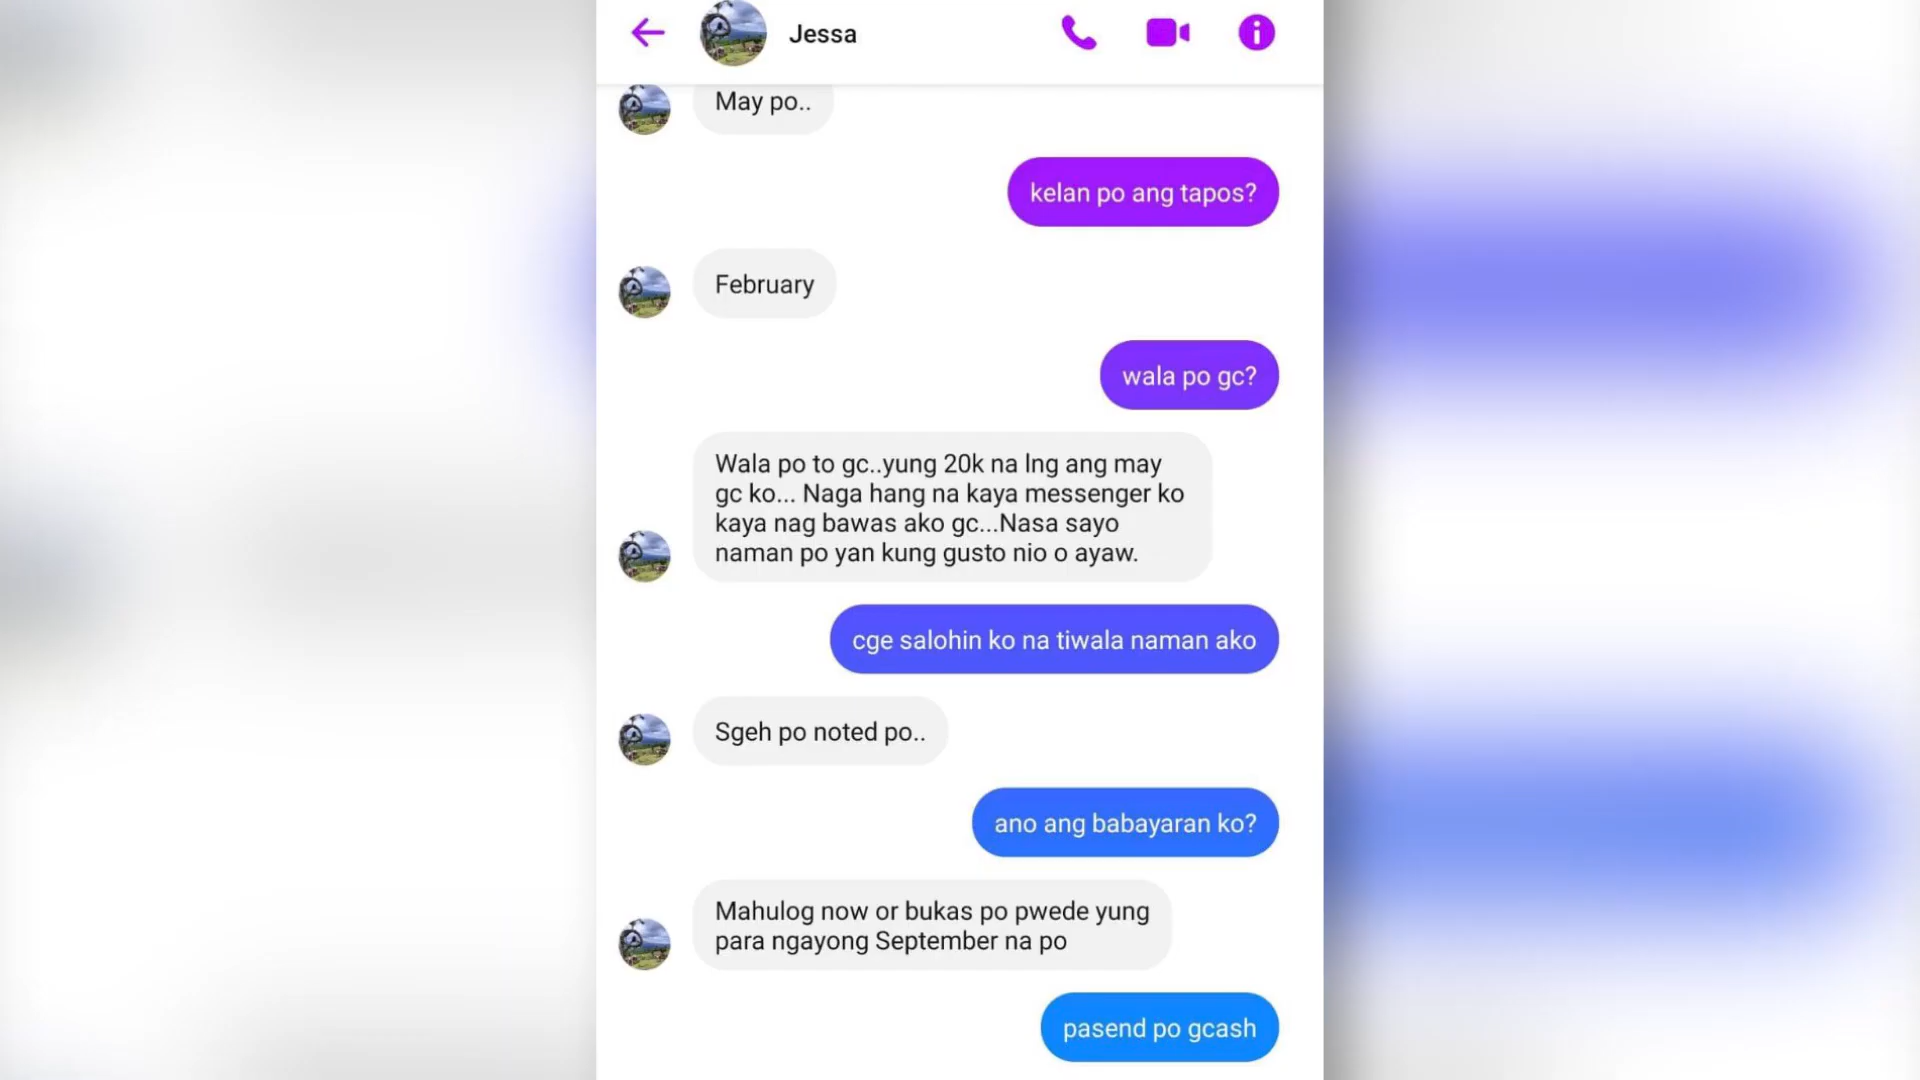 Jessa
May po..
kelan po ang tapos?
February
wala po gc?
Wala po to gc..yung 20k na lng ang may
gc ko... Naga hang na kaya messenger ko
kaya nag bawas ako gc...Nasa sayo
naman po yan kung gusto nio o ayaw.
cge salohin ko na tiwala naman ako
Sgeh po noted po..
ano ang babayaran ko?
Mahulog now or bukas po pwede yung
para ngayong September na po
pasend po gcash